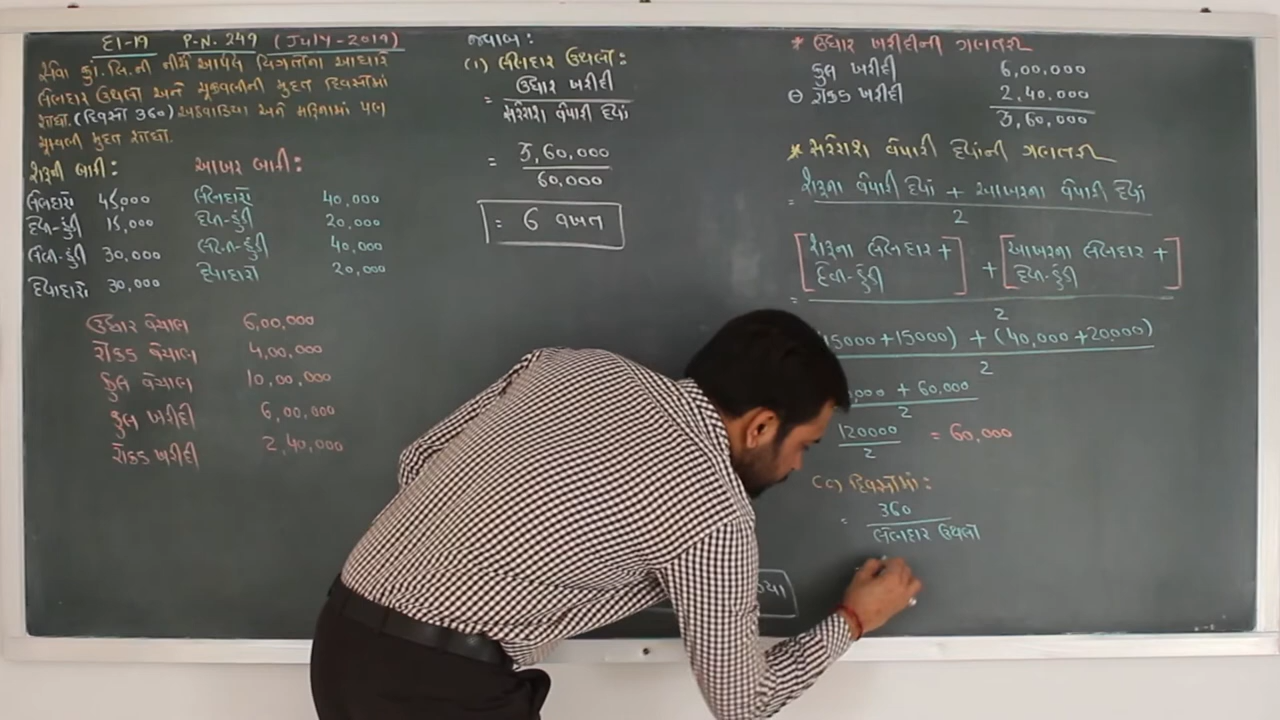 દા-19 P.N. 249 (July-2019)
સેવા કું. લિ.ની નીચે આપેલ વિગતોના આધારે
લેણદાર ઉથલો અને ચૂકવણીની મુદત દિવસોમાં
શોધો. (દિવસો 360) અઠવાડિયા અને મહિનામાં પણ
ચૂકવણી મુદત શોધો.
શરૂની બાકી: આખર બાકી:
લેણદારો 45,000 લેણદારો 40,000
દેવી-હૂંડી 15,000 દેવી-હૂંડી 20,000
લેણી-હૂંડી 30,000 લેણી-હૂંડી 40,000
દેવાદારો 30,000 દેવાદારો 20,000
ઉધાર વેચાણ 6,00,000
રોકડ વેચાણ 4,00,000
કુલ વેચાણ 10,00,000
કુલ ખરીદી 6,00,000
રોકડ ખરીદી 2,40,000
જવાબ:
(1) લેણદાર ઉથલો:
= ઉધાર ખરીદી
સરેરાશ વેપારી દેવાં
= 3,60,000
60,000
= 6 વખત
* ઉધાર ખરીદીની ગણતરી
કુલ ખરીદી 6,00,000
⊖ રોકડ ખરીદી 2,40,000
3,60,000
* સરેરાશ વેપારી દેવાંની ગણતરી
= શરૂના વેપારી દેવાં + આખરના વેપારી દેવાં
2
[શરૂના લેણદાર + [આખરના લેણદાર +
= દેવી-હૂંડી] + દેવી-હૂંડી]
2
5000+15000) + (40,000+20,000)
2
,000 + 60,000
2
120000 = 60,000
2
(c) દિવસોમાં:
= 360
લેણદાર ઉથલો